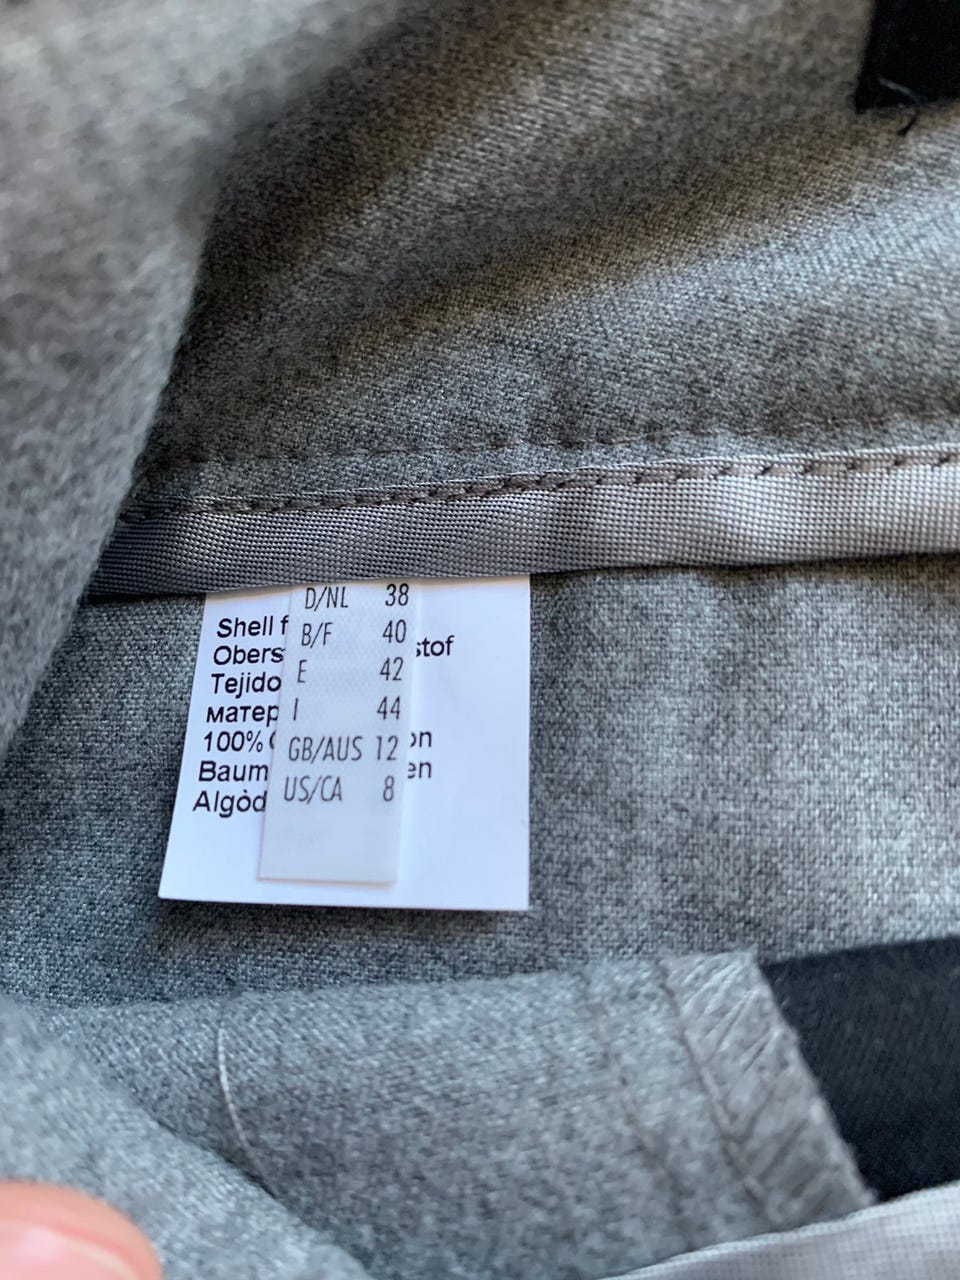 D/NL 38
B/F 40
E 42
I 44
GB/AUS 12
US/CA 8
Shell f
Obers stof
Tejido
матер
100% on
Baum en
Algòd